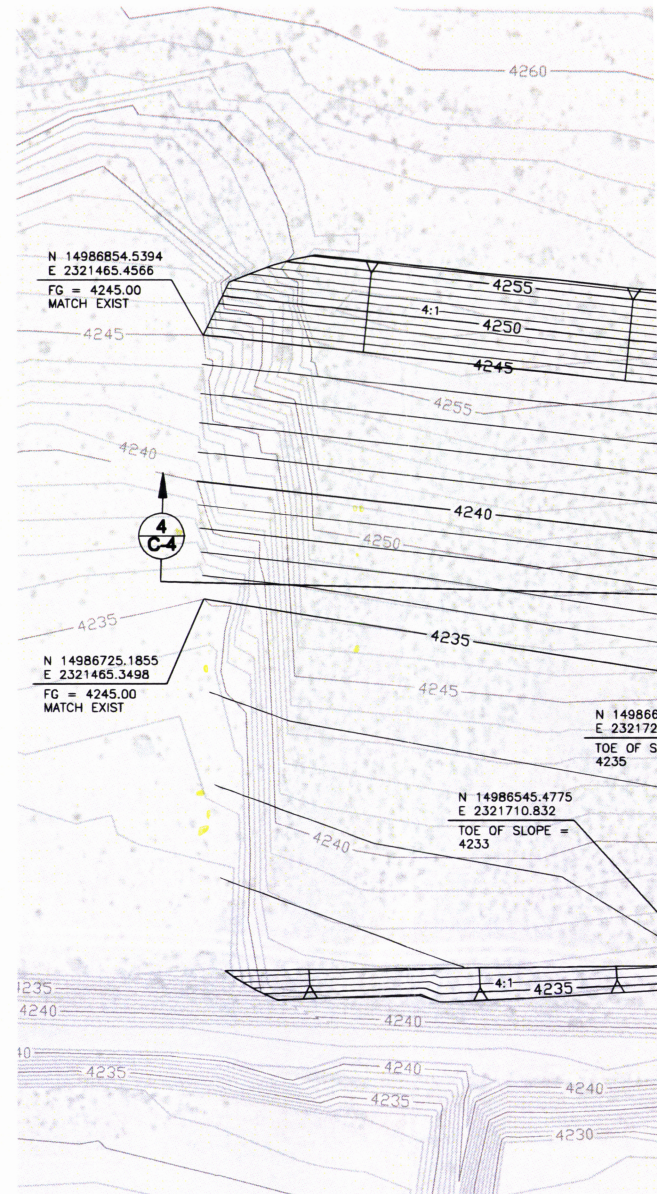 4260
N 14986854.5394
E 2321465.4566
FG = 4245.00
MATCH EXIST
4255
4:1
4250
4245
4245
4255
4240
4240
4
C-4
4250
4235
4235
N 14986725.1855
E 2321465.3498
FG = 4245.00
MATCH EXIST
4245
N 149866
E 232172
TOE OF S
4235
N 14986545.4775
E 2321710.832
TOE OF SLOPE =
4233
4240
4:1
4235
4235
4240
4240
40
4235
4240
4235
4240
4230